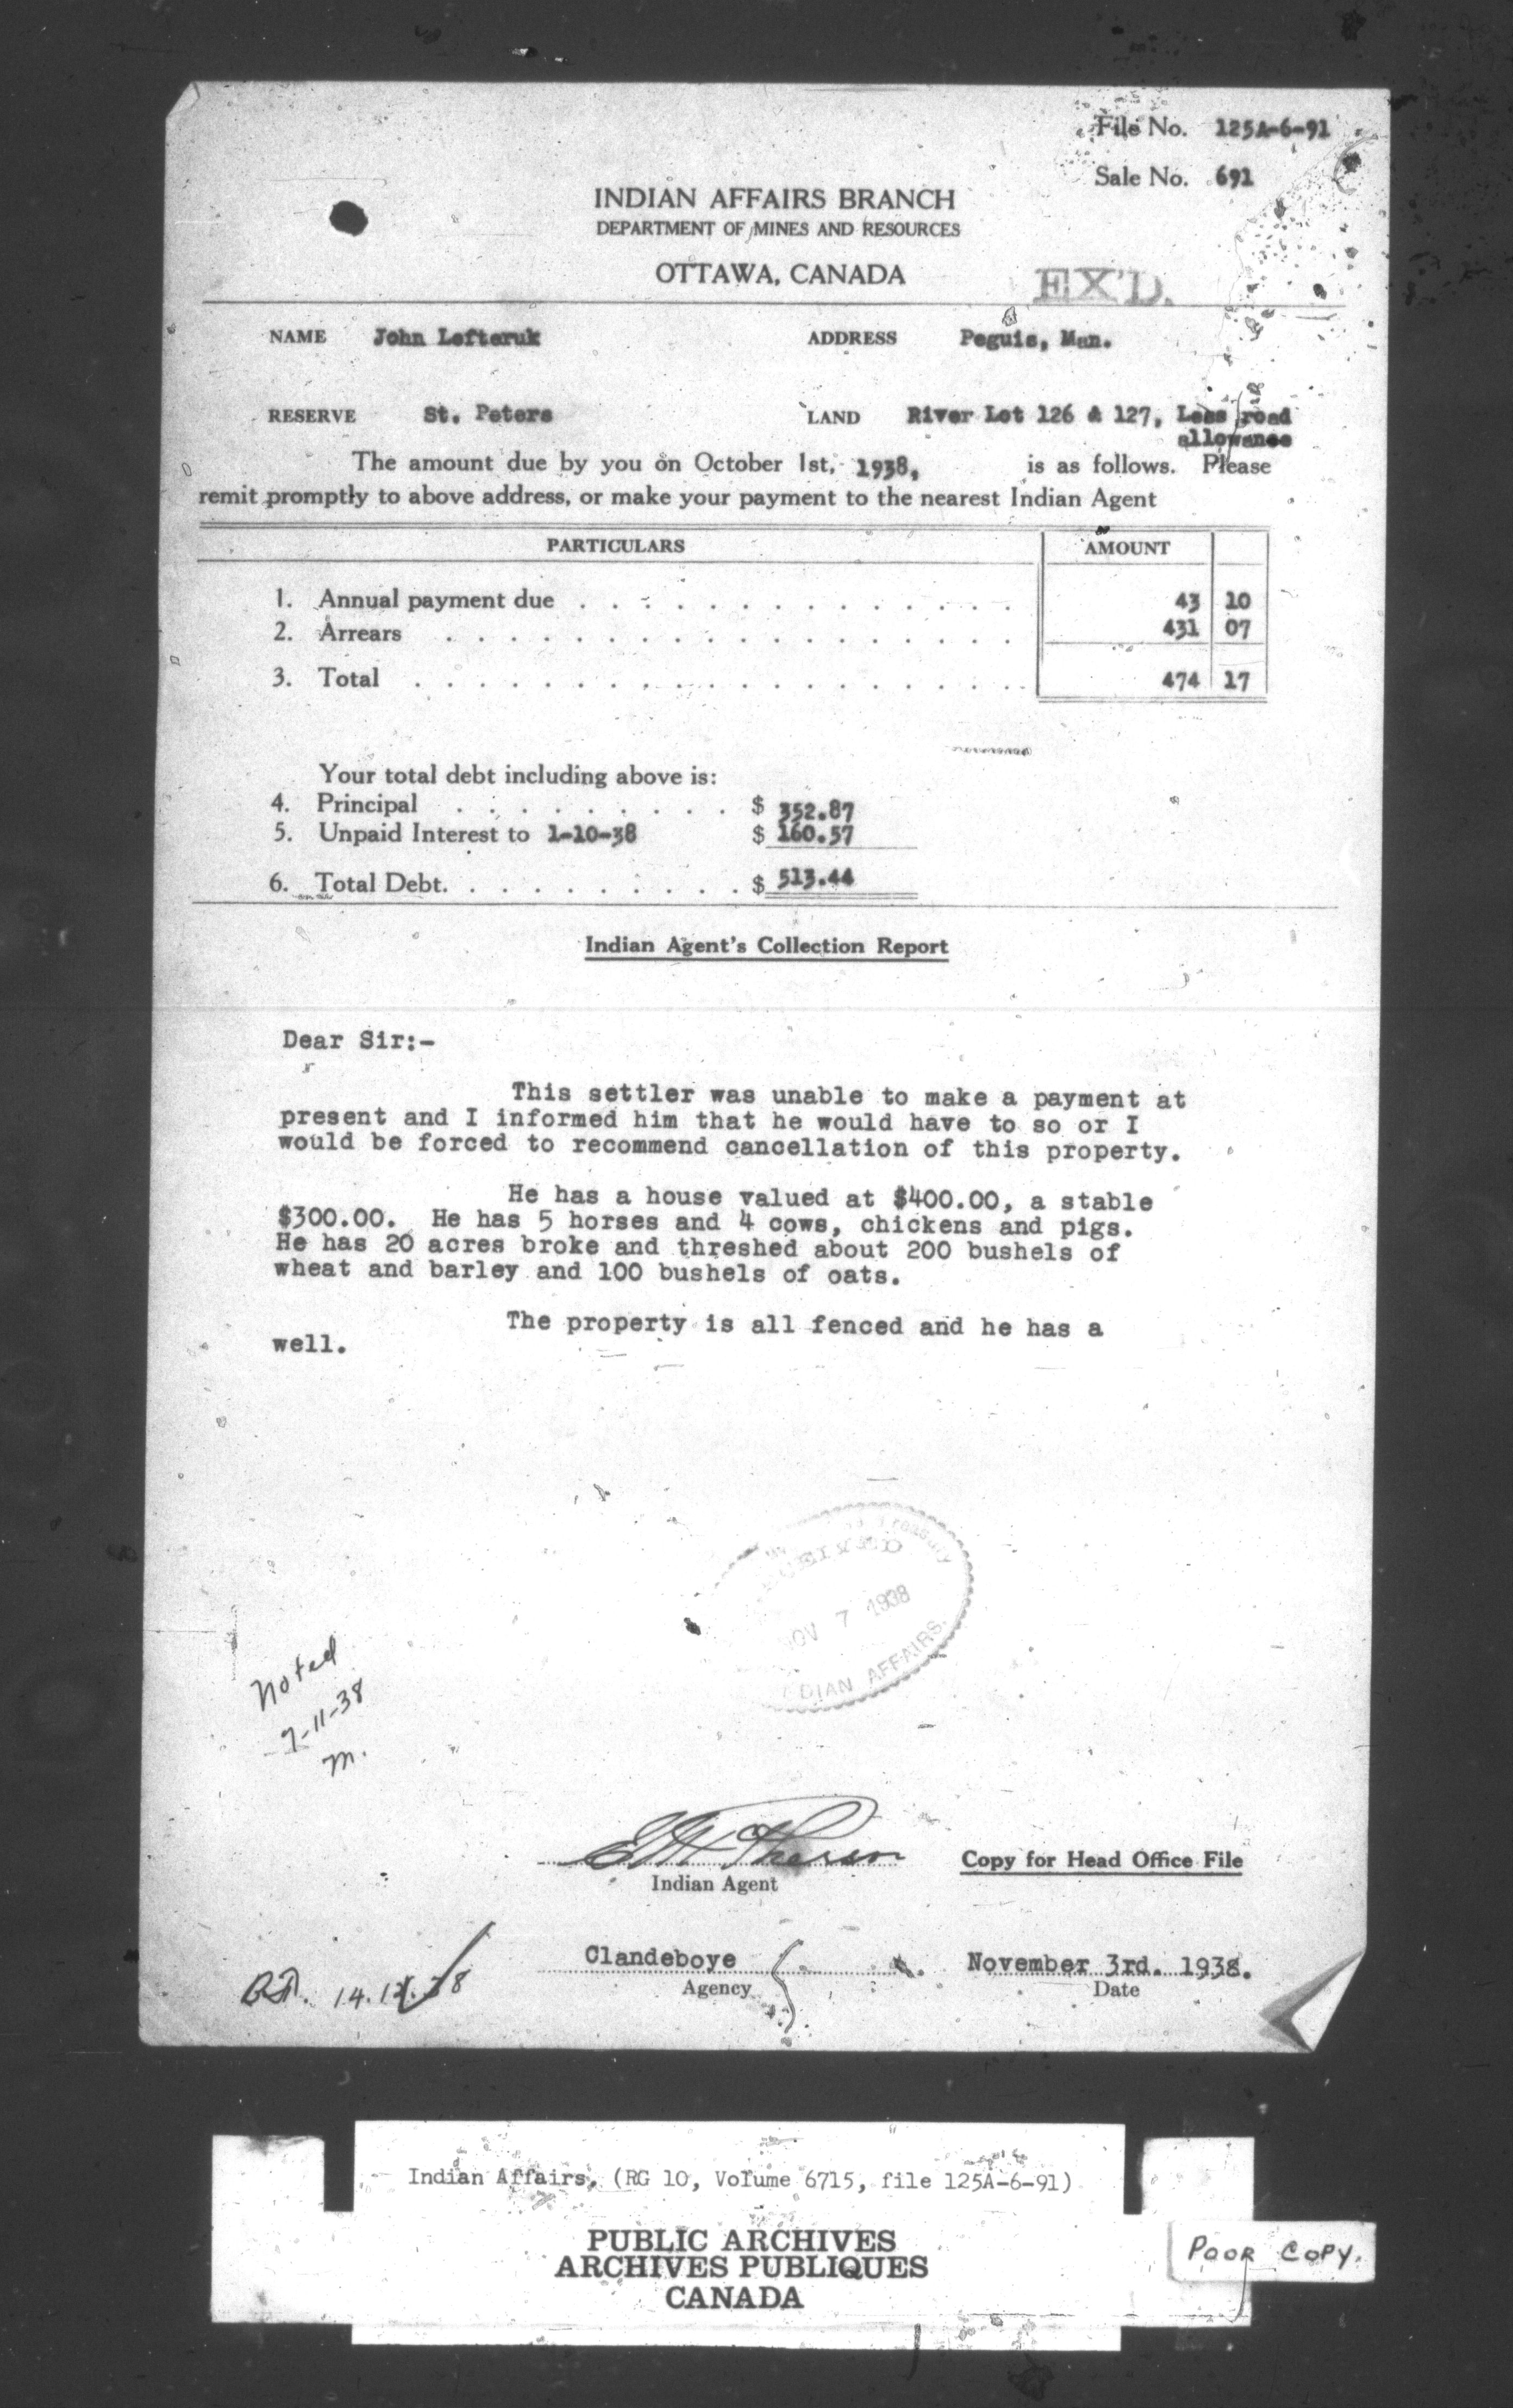 File No. 125A-6-91
Sale No. 691
INDIAN AFFAIRS BRANCH
DEPARTMENT OF MINES AND RESOURCES
OTTAWA, CANADA
EX'D.
NAME John Lefteruk ADDRESS Peguis, Man.
RESERVE St. Peters LAND River Lot 126 & 127, Less road
allowance
The amount due by you on October 1st, 1938, is as follows. Please
remit promptly to above address, or make your payment to the nearest Indian Agent
PARTICULARS AMOUNT
1. Annual payment due . . . . . . . . . . . . . . 43 10
2. Arrears . . . . . . . . . . . . . . . . . . 431 07
3. Total . . . . . . . . . . . . . . . . . . . 474 17
Your total debt including above is:
4. Principal . . . . . . . . . $ 352.87
5. Unpaid Interest to 1-10-38 $ 160.57
6. Total Debt. . . . . . . . . . $ 513.44
Indian Agent's Collection Report
Dear Sir:-
This settler was unable to make a payment at
present and I informed him that he would have to so or I
would be forced to recommend cancellation of this property.
He has a house valued at $400.00, a stable
$300.00. He has 5 horses and 4 cows, chickens and pigs.
He has 20 acres broke and threshed about 200 bushels of
wheat and barley and 100 bushels of oats.
The property is all fenced and he has a
well.
Treasury
NOV 7 1938
INDIAN AFFAIRS.
Noted
7-11-38
M.
Indian Agent
Copy for Head Office File
Clandeboye November 3rd. 1938.
Agency Date
14.12.38
Indian Affairs. (RG 10, Volume 6715, file 125A-6-91)
PUBLIC ARCHIVES
ARCHIVES PUBLIQUES
CANADA
POOR COPY.